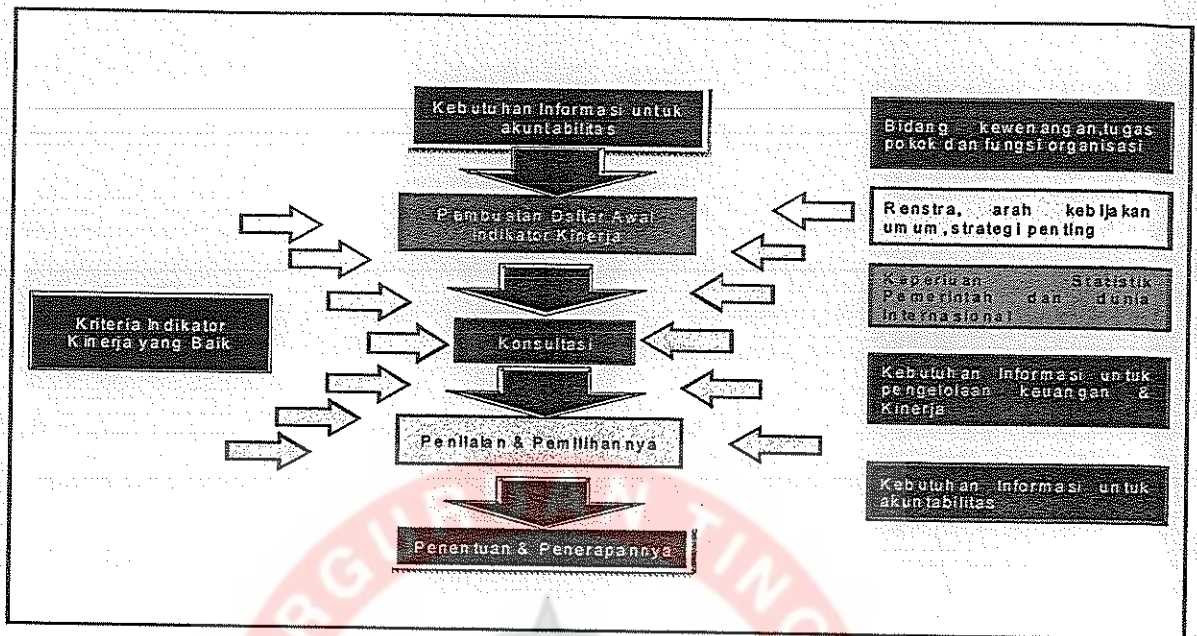 Kebutuhan Informasi untuk
akuntabilitas
Pembuatan Daftar Awal
Indikator Kinerja
Konsultasi
Penilaian & Pemilihannya
Penentuan & Penerapannya
Kriteria Indikator
Kinerja yang Baik
Bidang kewenangan,tugas
pokok dan fungsi organisasi
Renstra, arah kebijakan
umum,strategi penting
Keperluan Statistik
Pemerintah dan dunia
Internasional
Kebutuhan Informasi untuk
pengelolaan keuangan &
Kinerja
Kebutuhan Informasi untuk
akuntabilitas